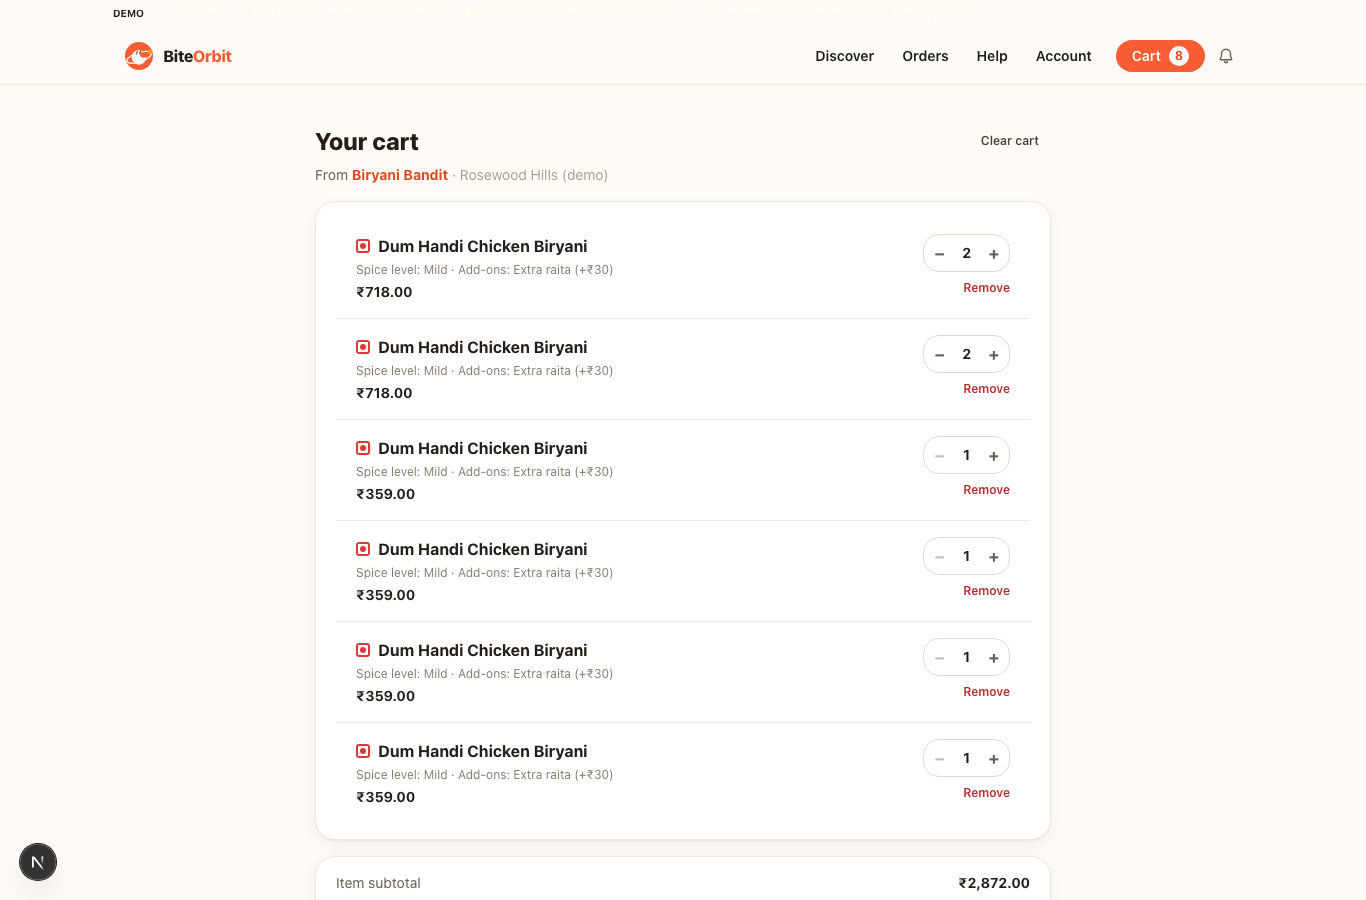 DEMO
BiteOrbit
Discover Orders Help Account Cart 8
Your cart
Clear cart
From Biryani Bandit · Rosewood Hills (demo)
Dum Handi Chicken Biryani
− 2 +
Spice level: Mild · Add-ons: Extra raita (+₹30)
Remove
₹718.00
Dum Handi Chicken Biryani
− 2 +
Spice level: Mild · Add-ons: Extra raita (+₹30)
Remove
₹718.00
Dum Handi Chicken Biryani
− 1 +
Spice level: Mild · Add-ons: Extra raita (+₹30)
Remove
₹359.00
Dum Handi Chicken Biryani
− 1 +
Spice level: Mild · Add-ons: Extra raita (+₹30)
Remove
₹359.00
Dum Handi Chicken Biryani
− 1 +
Spice level: Mild · Add-ons: Extra raita (+₹30)
Remove
₹359.00
Dum Handi Chicken Biryani
− 1 +
Spice level: Mild · Add-ons: Extra raita (+₹30)
Remove
₹359.00
N
Item subtotal ₹2,872.00